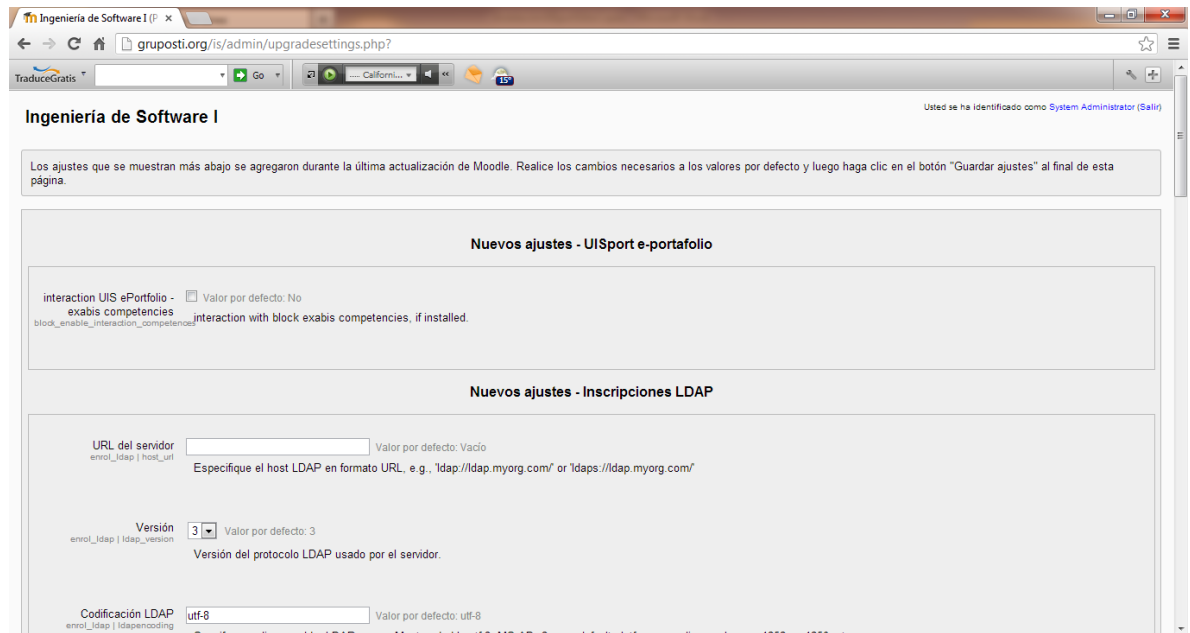 Ingeniería de Software I (P
gruposti.org/is/admin/upgradesettings.php?
TraduceGratis
Go
.... Californi...
15°
Usted se ha identificado como System Administrator (Salir)
Ingeniería de Software I
Los ajustes que se muestran más abajo se agregaron durante la última actualización de Moodle. Realice los cambios necesarios a los valores por defecto y luego haga clic en el botón "Guardar ajustes" al final de esta
página.
Nuevos ajustes - UISport e-portafolio
interaction UIS ePortfolio - Valor por defecto: No
exabis competencies
block_enable_interaction_competences
interaction with block exabis competencies, if installed.
Nuevos ajustes - Inscripciones LDAP
URL del servidor Valor por defecto: Vacío
enrol_ldap | host_url
Especifique el host LDAP en formato URL, e.g., 'ldap://ldap.myorg.com/' or 'ldaps://ldap.myorg.com/'
Versión 3 Valor por defecto: 3
enrol_ldap | ldap_version
Versión del protocolo LDAP usado por el servidor.
Codificación LDAP utf-8 Valor por defecto: utf-8
enrol_ldap | ldapencoding